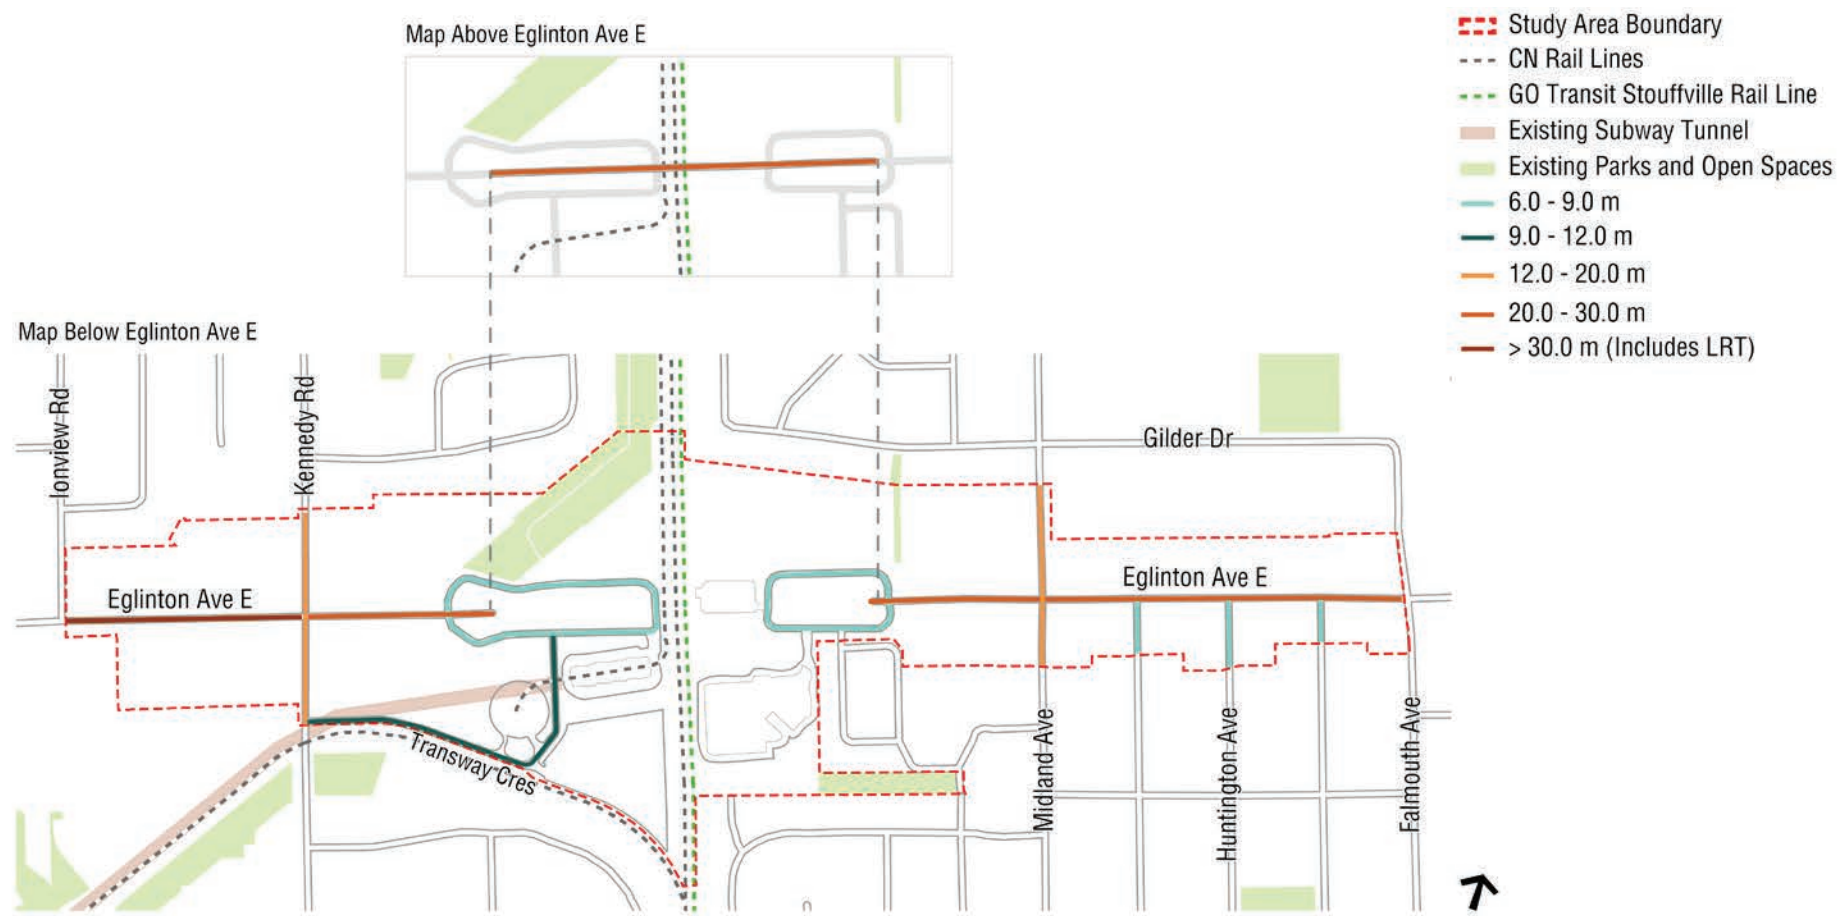 Map Above Eglinton Ave E
Study Area Boundary
CN Rail Lines
GO Transit Stouffville Rail Line
Existing Subway Tunnel
Existing Parks and Open Spaces
6.0 - 9.0 m
9.0 - 12.0 m
12.0 - 20.0 m
20.0 - 30.0 m
> 30.0 m (Includes LRT)
Map Below Eglinton Ave E
Ionview Rd
Kennedy Rd
Gilder Dr
Eglinton Ave E
Eglinton Ave E
Transway Cres
Midland Ave
Huntington Ave
Falmouth Ave